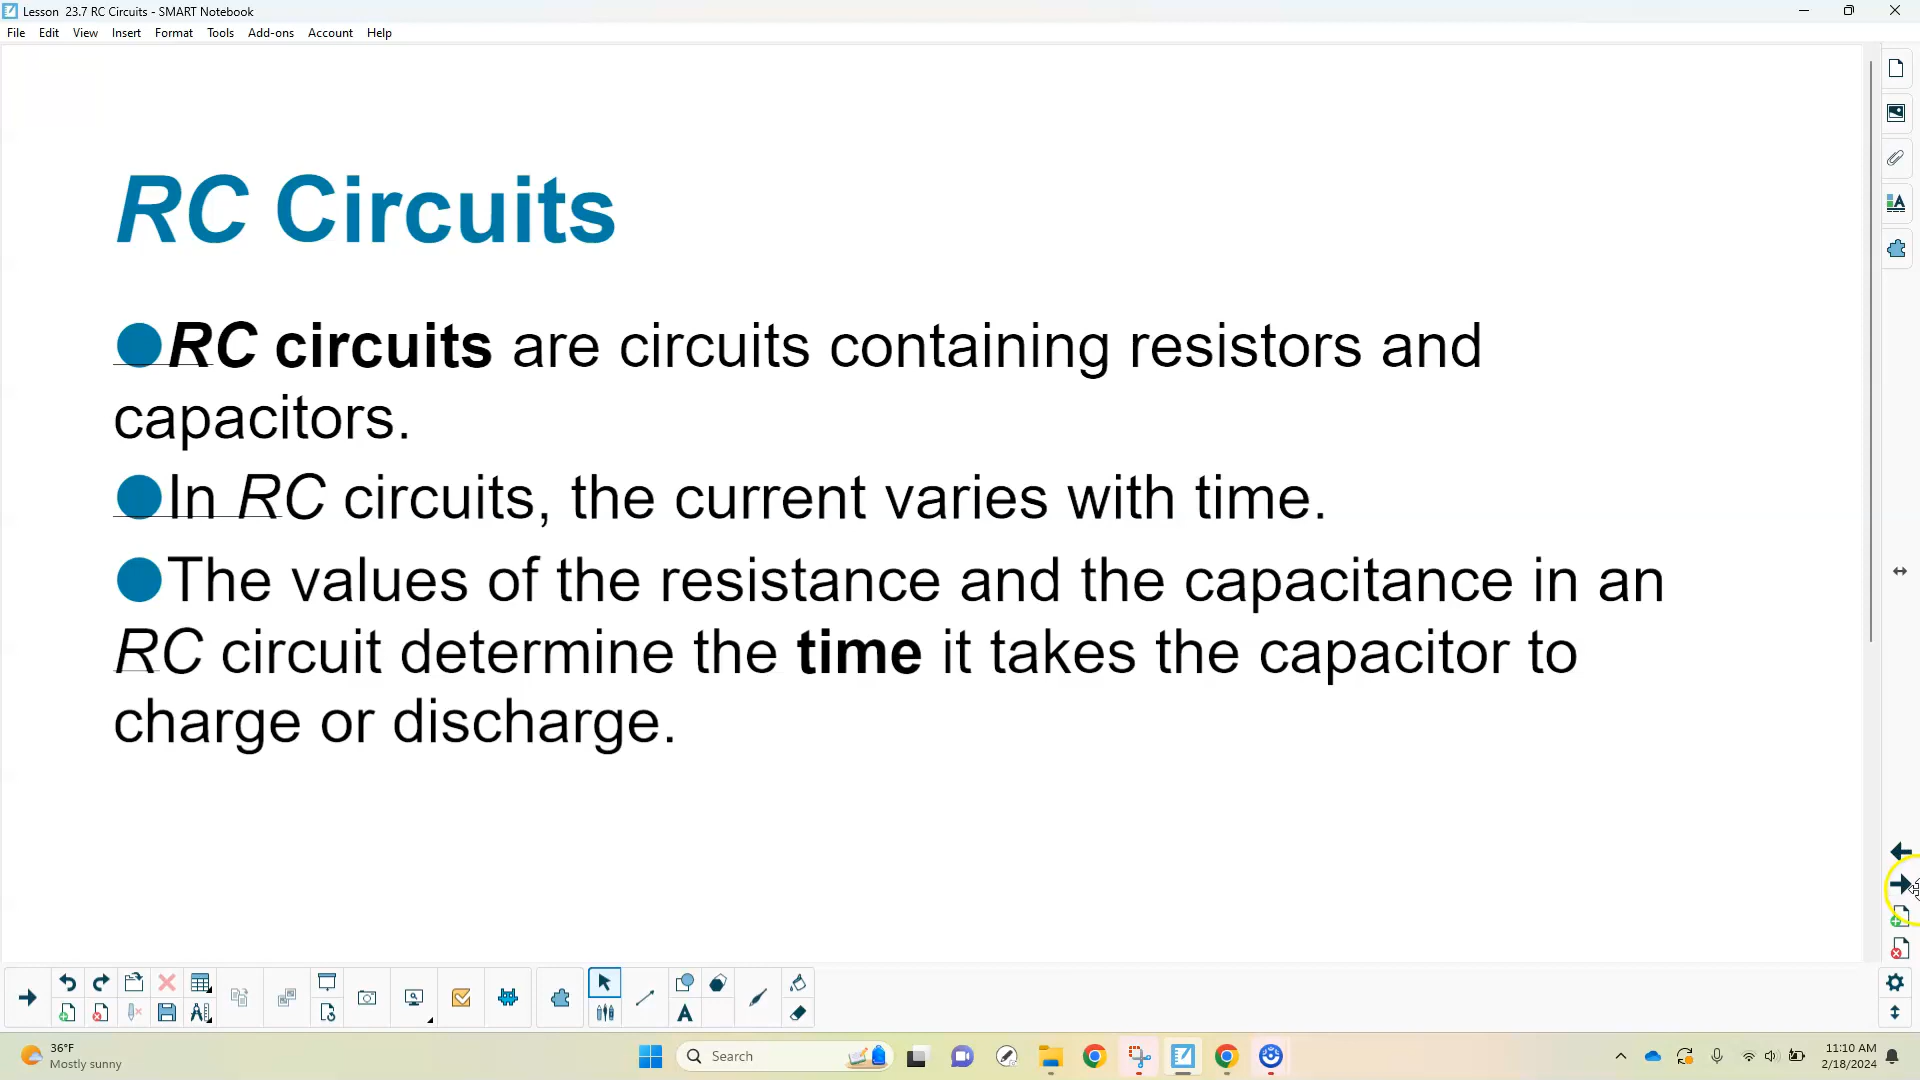 Lesson 23.7 RC Circuits - SMART Notebook
File Edit View Insert Format Tools Add-ons Account Help
RC Circuits
RC circuits are circuits containing resistors and
capacitors.
In RC circuits, the current varies with time.
The values of the resistance and the capacitance in an
RC circuit determine the time it takes the capacitor to
charge or discharge.
36°F
Mostly sunny
Search
11:10 AM
2/18/2024